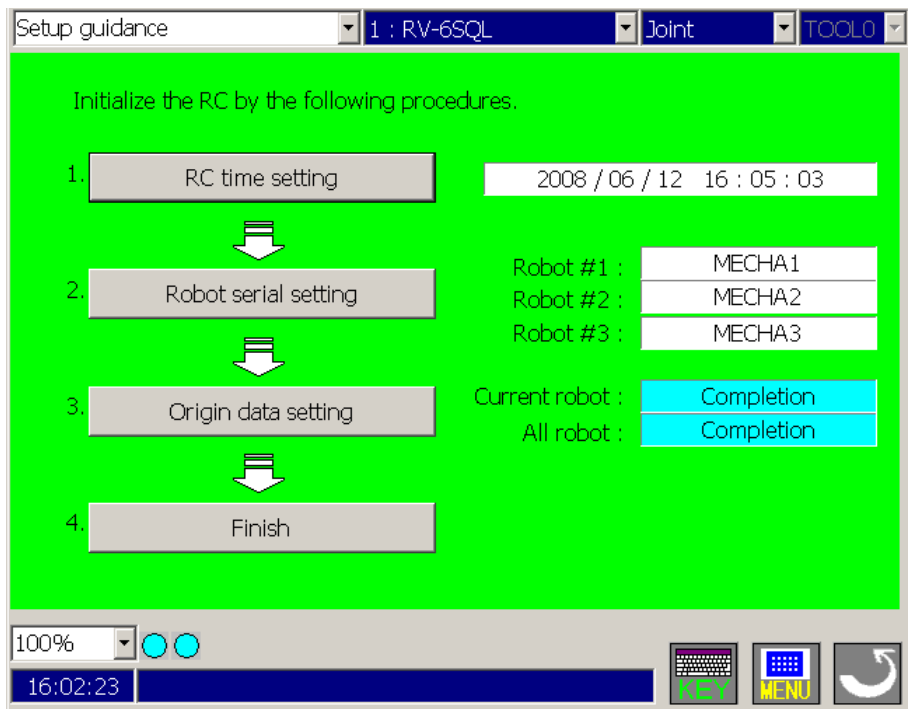 Setup guidance 1 : RV-6SQL Joint TOOL0
Initialize the RC by the following procedures.
1. RC time setting 2008 / 06 / 12 16 : 05 : 03
Robot #1 : MECHA1
2. Robot serial setting Robot #2 : MECHA2
Robot #3 : MECHA3
3. Origin data setting Current robot : Completion
All robot : Completion
4. Finish
100%
16:02:23 KEY MENU